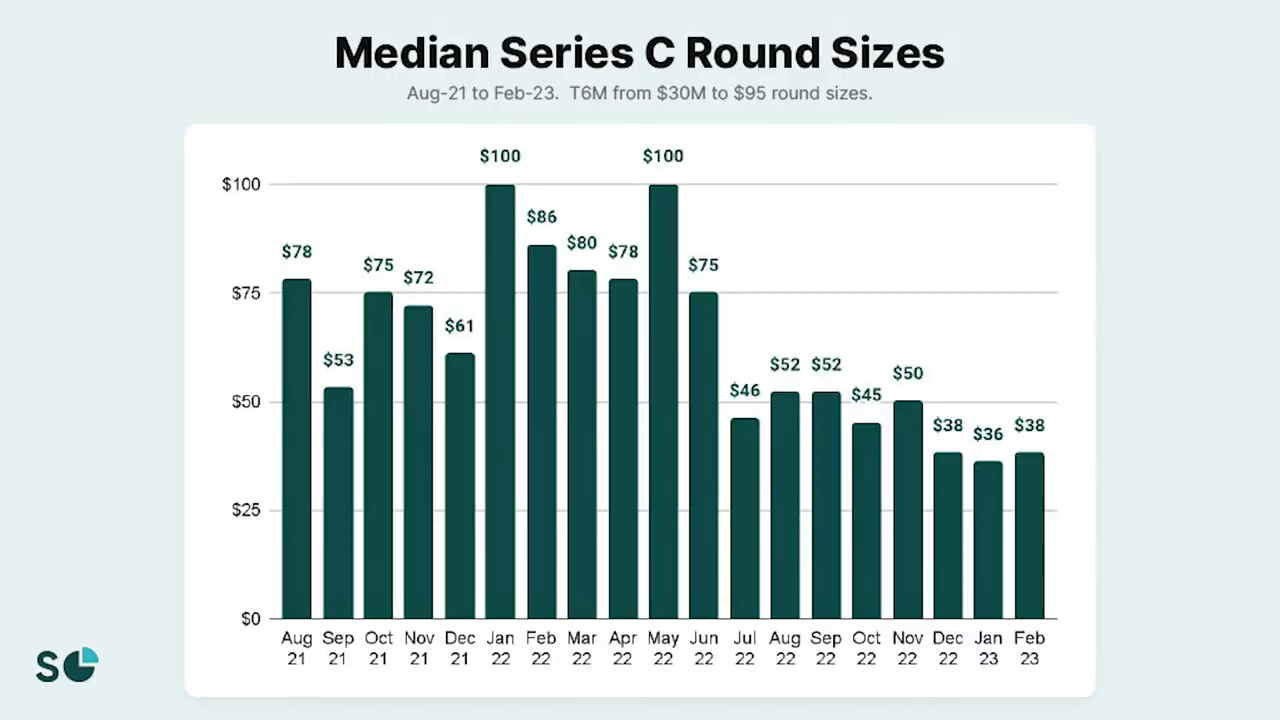 Median Series C Round Sizes
Aug-21 to Feb-23. T6M from $30M to $95 round sizes.
$100 $100
$100
$86
$80
$78 $78
$75 $72 $75
$75
$61
$53
$52 $52
$50
$50
$46 $45
$38 $36 $38
$25
$0
Aug Sep Oct Nov Dec Jan Feb Mar Apr May Jun Jul Aug Sep Oct Nov Dec Jan Feb
21 21 21 21 21 22 22 22 22 22 22 22 22 22 22 22 22 23 23
S